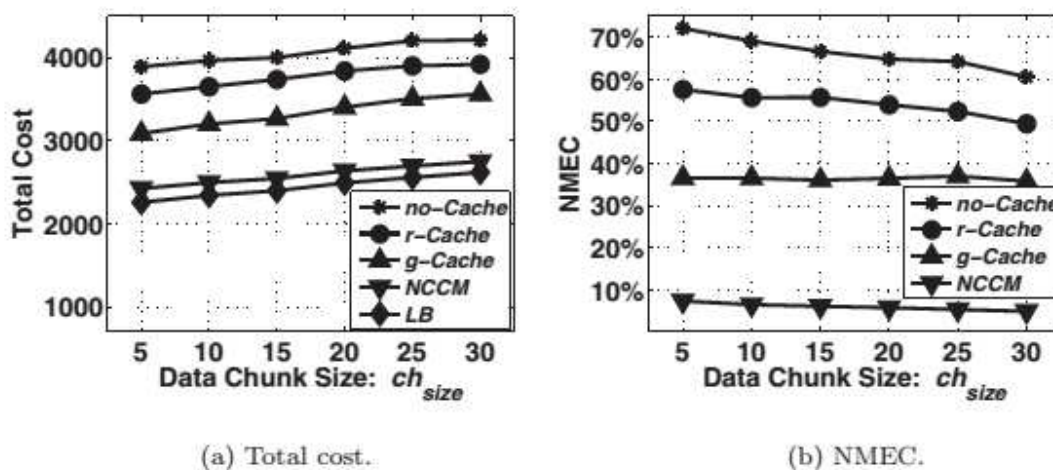 4000
3000
2000
1000
Total Cost
no-Cache
r-Cache
g-Cache
NCCM
LB
5 10 15 20 25 30
Data Chunk Size: ch_size
(a) Total cost.
70%
60%
50%
40%
30%
20%
10%
NMEC
no-Cache
r-Cache
g-Cache
NCCM
5 10 15 20 25 30
Data Chunk Size: ch_size
(b) NMEC.